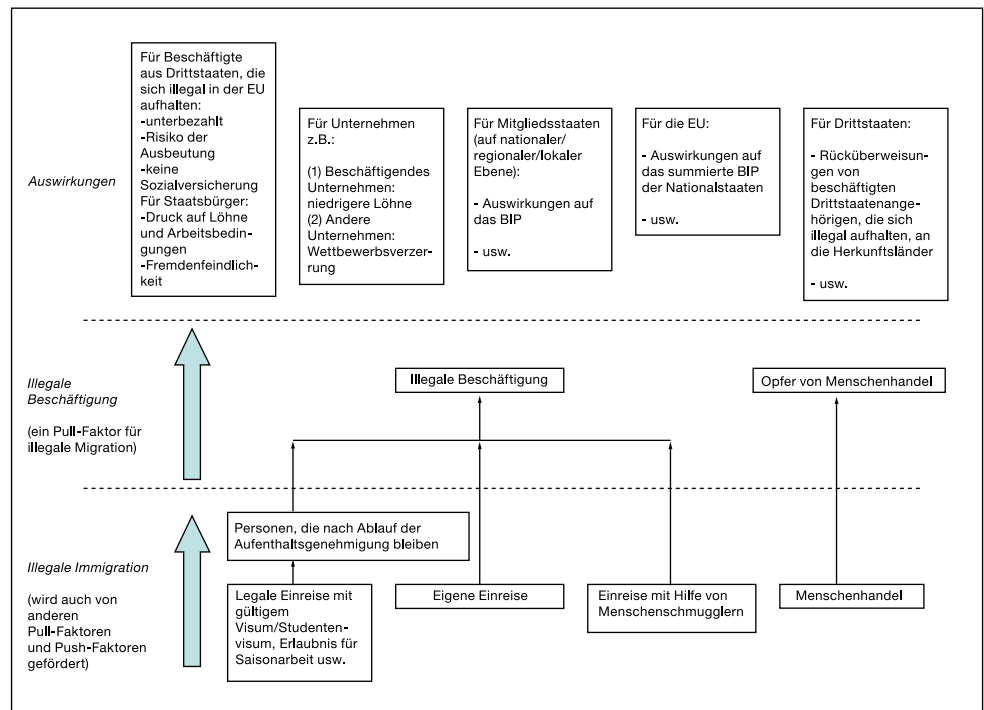 Auswirkungen
Für Beschäftigte
aus Drittstaaten, die
sich illegal in der EU
aufhalten:
-unterbezahlt
-Risiko der
Ausbeutung
-keine
Sozialversicherung
Für Staatsbürger:
-Druck auf Löhne
und Arbeitsbedin-
gungen
-Fremdenfeindlich-
keit
Für Unternehmen
z.B.:
(1) Beschäftigendes
Unternehmen:
niedrigere Löhne
(2) Andere
Unternehmen:
Wettbewerbsverzer-
rung
Für Mitgliedsstaaten
(auf nationaler/
regionaler/lokaler
Ebene):
- Auswirkungen auf
das BIP
- usw.
Für die EU:
- Auswirkungen auf
das summierte BIP
der Nationalstaaten
- usw.
Für Drittstaaten:
- Rücküberweisun-
gen von
beschäftigten
Drittstaatenange-
hörigen, die sich
illegal aufhalten, an
die Herkunftsländer
- usw.
Illegale
Beschäftigung
(ein Pull-Faktor für
illegale Migration)
Illegale Beschäftigung
Opfer von Menschenhandel
Illegale Immigration
(wird auch von
anderen
Pull-Faktoren
und Push-Faktoren
gefördert)
Personen, die nach Ablauf der
Aufenthaltsgenehmigung bleiben
Legale Einreise mit
gültigem
Visum/Studenten-
visum, Erlaubnis für
Saisonarbeit usw.
Eigene Einreise
Einreise mit Hilfe von
Menschenschmugglern
Menschenhandel